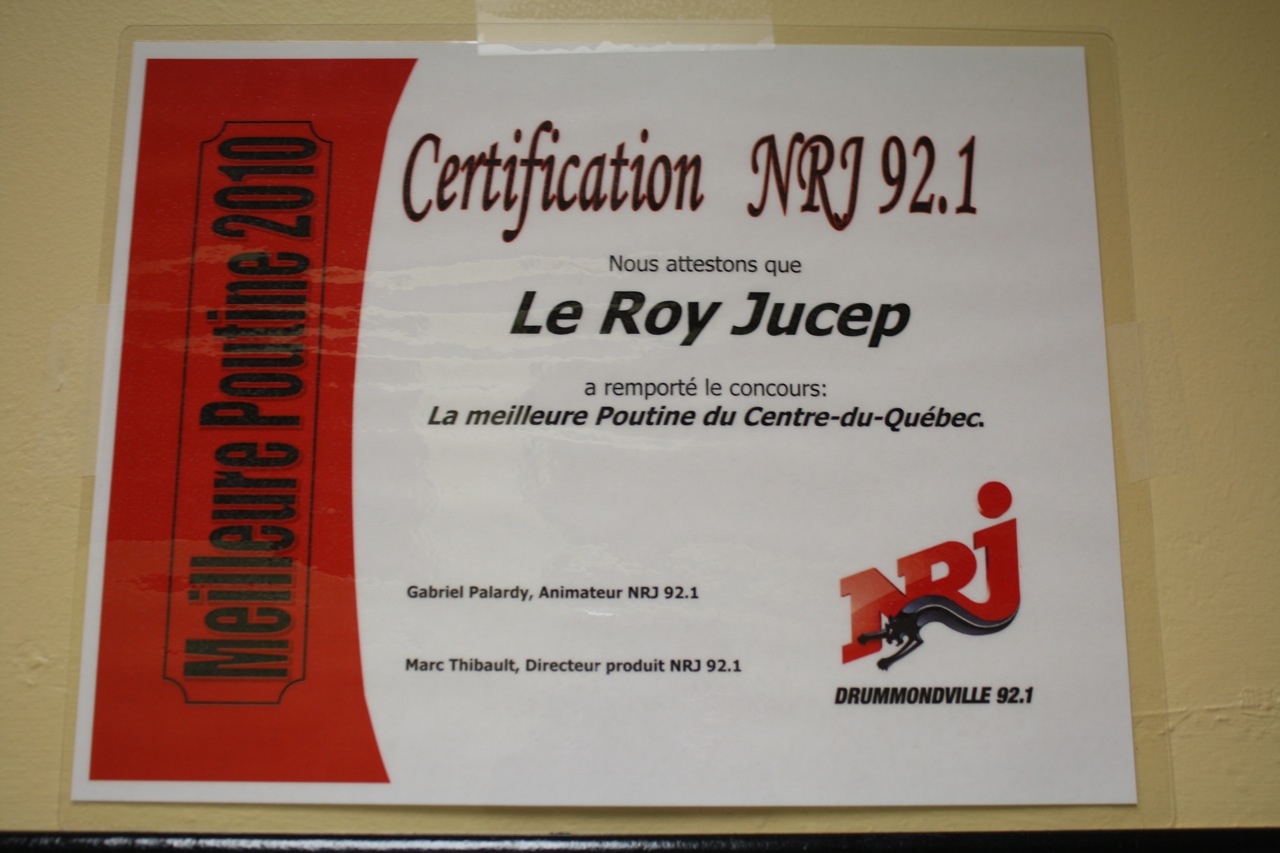 Meilleure Poutine 2010
Certification NRJ 92.1
Nous attestons que
Le Roy Jucep
a remporté le concours:
La meilleure Poutine du Centre-du-Québec.
Gabriel Palardy, Animateur NRJ 92.1
Marc Thibault, Directeur produit NRJ 92.1
NRJ
DRUMMONDVILLE 92.1